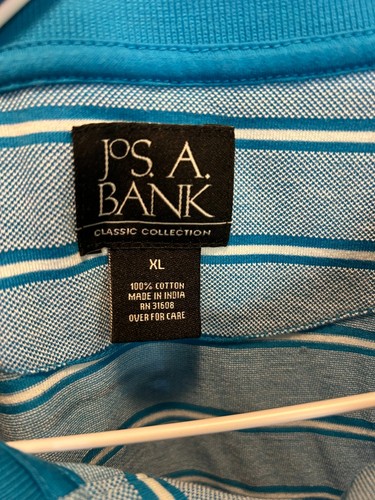 JoS. A.
BANK
CLASSIC COLLECTION
XL
100% COTTON
MADE IN INDIA
RN 31608
OVER FOR CARE